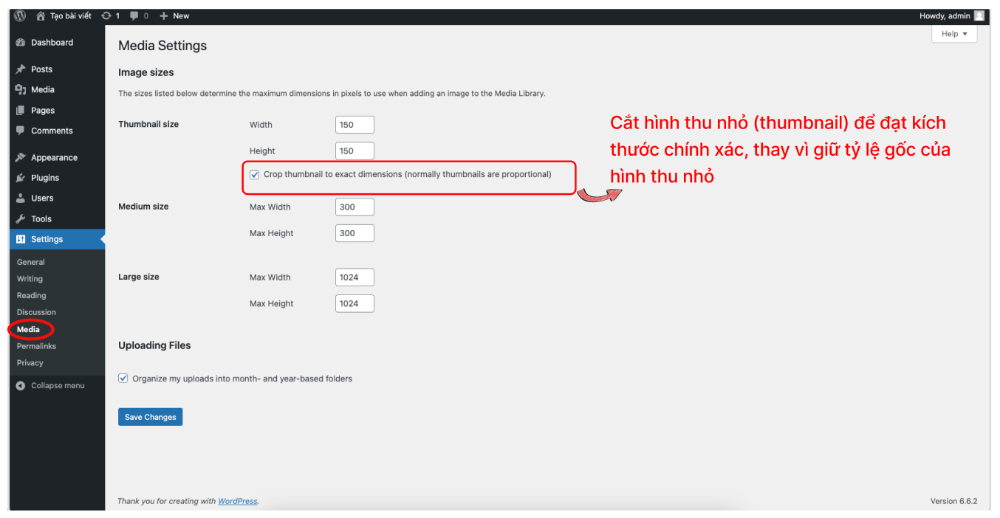 Tạo bài viết 1 0 + New Howdy, admin
Help ▼
Dashboard
Posts
Media
Pages
Comments
Appearance
Plugins
Users
Tools
Settings
General
Writing
Reading
Discussion
Media
Permalinks
Privacy
Collapse menu
Media Settings
Image sizes
The sizes listed below determine the maximum dimensions in pixels to use when adding an image to the Media Library.
Thumbnail size Width 150
Height 150
Crop thumbnail to exact dimensions (normally thumbnails are proportional)
Cắt hình thu nhỏ (thumbnail) để đạt kích
thước chính xác, thay vì giữ tỷ lệ gốc của
hình thu nhỏ
Medium size Max Width 300
Max Height 300
Large size Max Width 1024
Max Height 1024
Uploading Files
Organize my uploads into month- and year-based folders
Save Changes
Thank you for creating with WordPress. Version 6.6.2